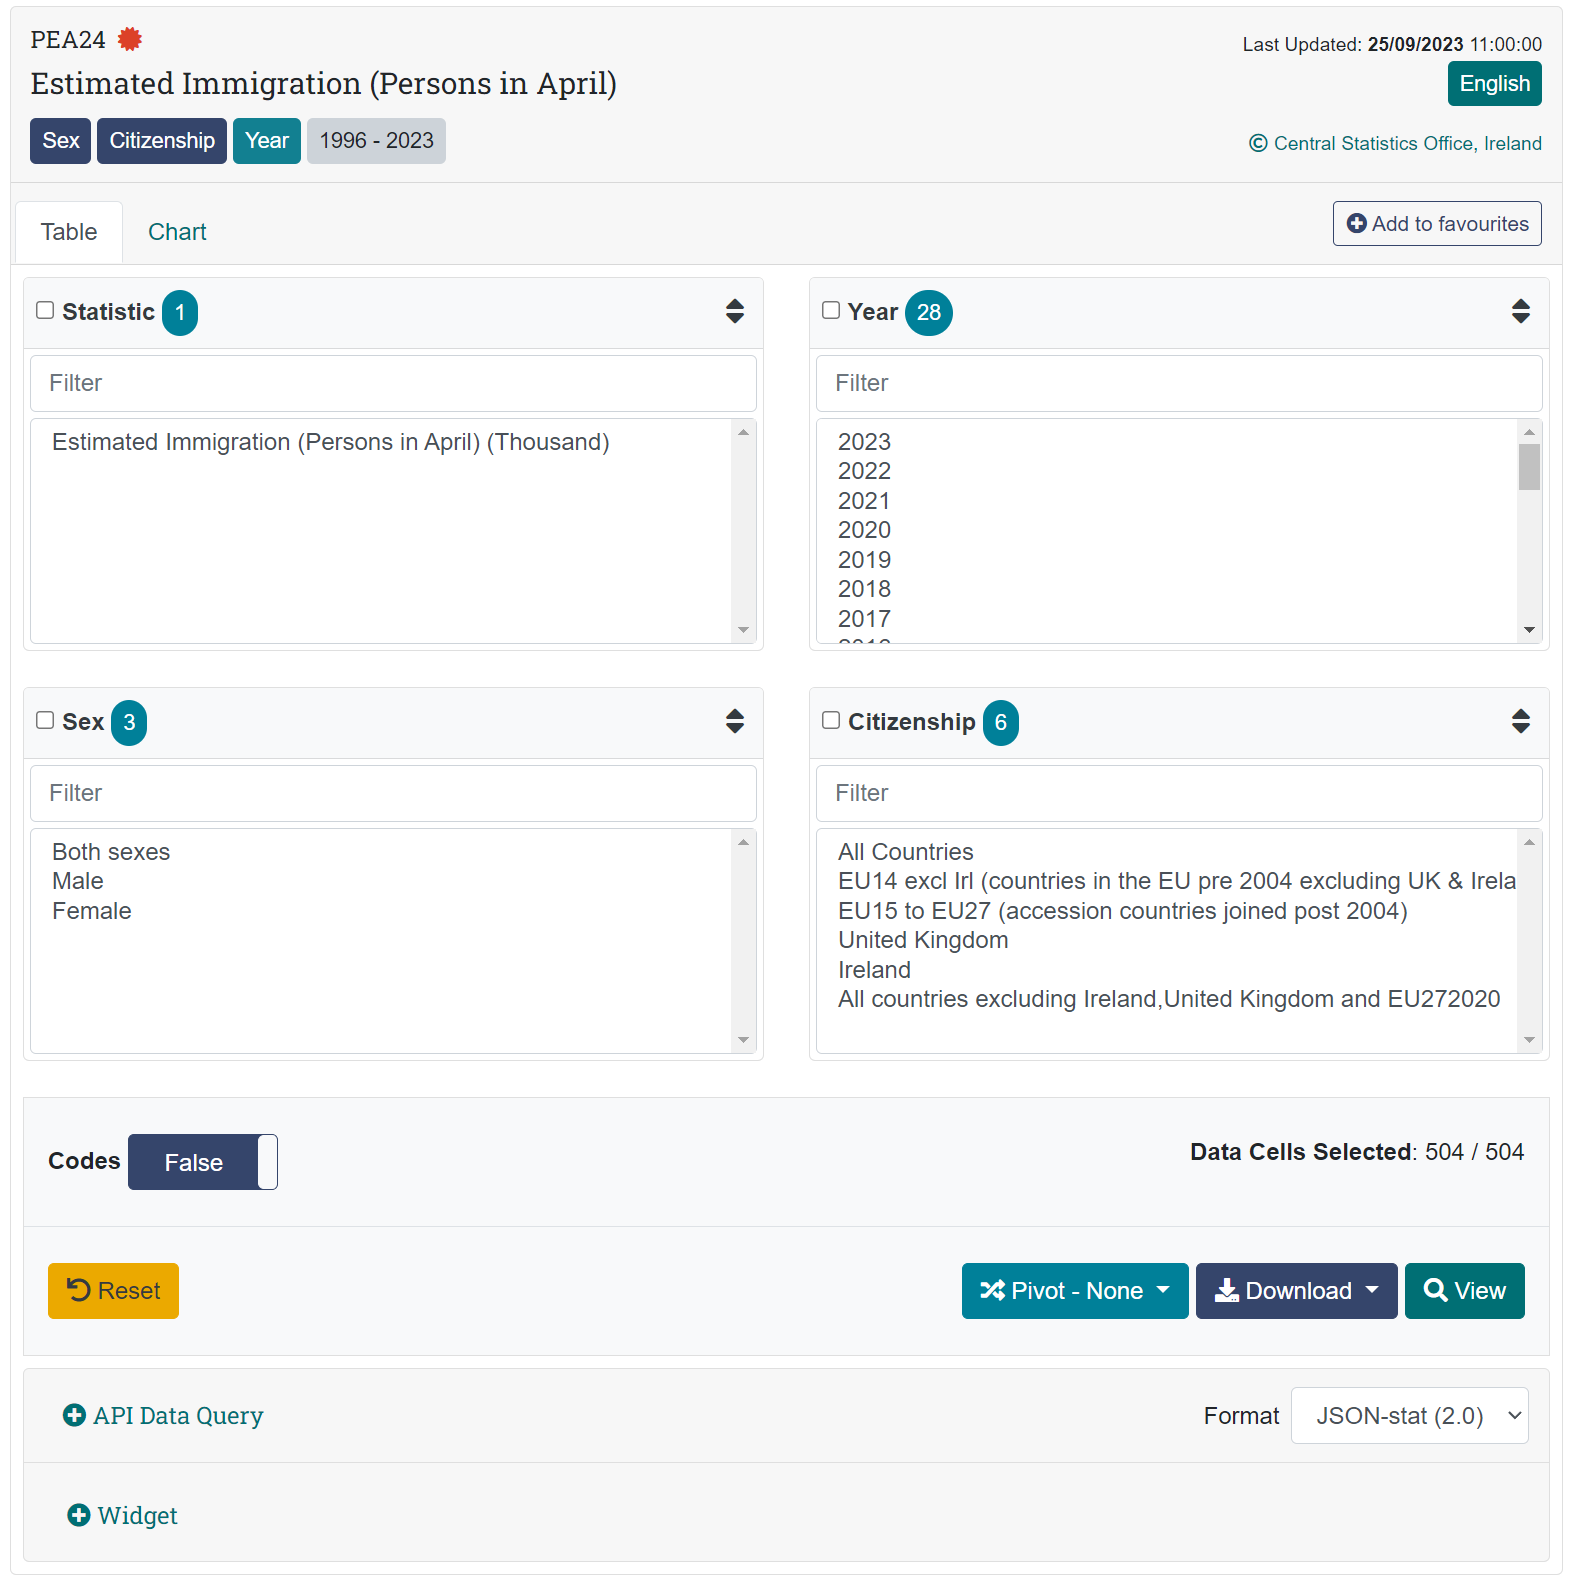 PEA24
Last Updated: 25/09/2023 11:00:00
Estimated Immigration (Persons in April)
English
Sex Citizenship Year 1996 - 2023
© Central Statistics Office, Ireland
Table Chart
Add to favourites
Statistic 1
Filter
Estimated Immigration (Persons in April) (Thousand)
Year 28
Filter
2023
2022
2021
2020
2019
2018
2017
Sex 3
Filter
Both sexes
Male
Female
Citizenship 6
Filter
All Countries
EU14 excl Irl (countries in the EU pre 2004 excluding UK & Irela
EU15 to EU27 (accession countries joined post 2004)
United Kingdom
Ireland
All countries excluding Ireland,United Kingdom and EU272020
Codes False
Data Cells Selected: 504 / 504
Reset
Pivot - None Download View
API Data Query
Format JSON-stat (2.0)
Widget